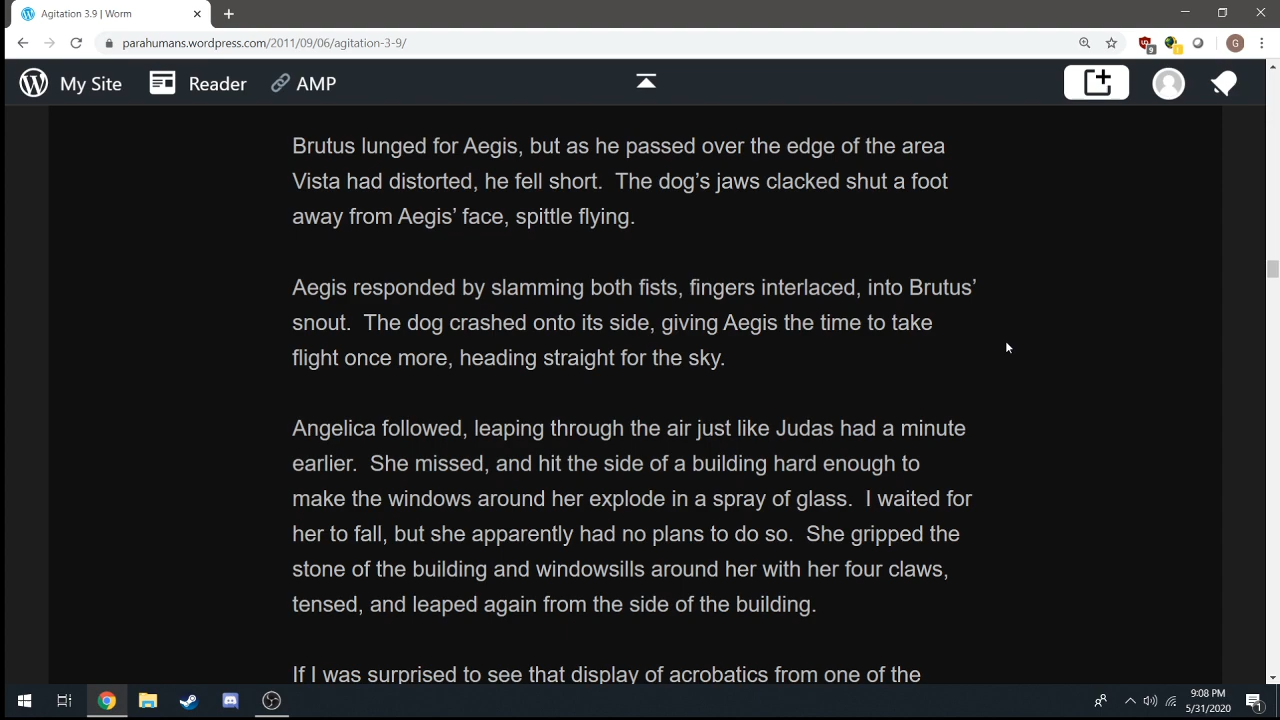 Agitation 3.9 | Worm
parahumans.wordpress.com/2011/09/06/agitation-3-9/
9
1
G
My Site
Reader
AMP
Brutus lunged for Aegis, but as he passed over the edge of the area
Vista had distorted, he fell short.  The dog’s jaws clacked shut a foot
away from Aegis’ face, spittle flying.
Aegis responded by slamming both fists, fingers interlaced, into Brutus’
snout.  The dog crashed onto its side, giving Aegis the time to take
flight once more, heading straight for the sky.
Angelica followed, leaping through the air just like Judas had a minute
earlier.  She missed, and hit the side of a building hard enough to
make the windows around her explode in a spray of glass.  I waited for
her to fall, but she apparently had no plans to do so.  She gripped the
stone of the building and windowsills around her with her four claws,
tensed, and leaped again from the side of the building.
If I was surprised to see that display of acrobatics from one of the
9:08 PM
5/31/2020
1